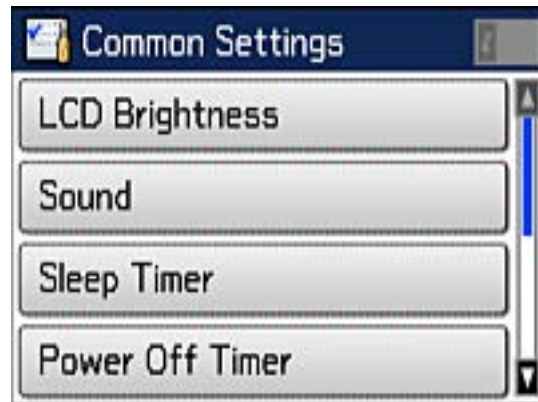 Common Settings
LCD Brightness
Sound
Sleep Timer
Power Off Timer